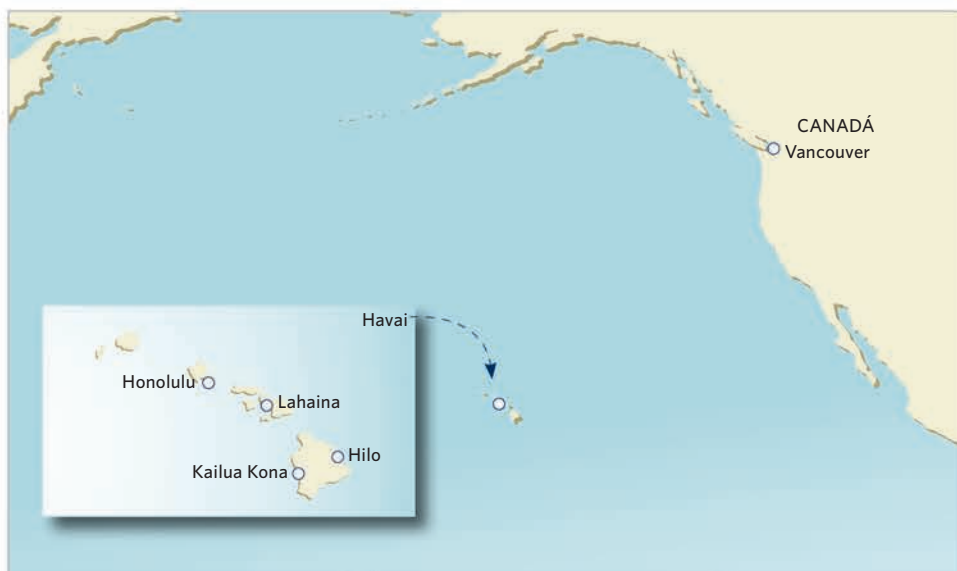 CANADÁ
Vancouver
Havai
Honolulu
Lahaina
Hilo
Kailua Kona